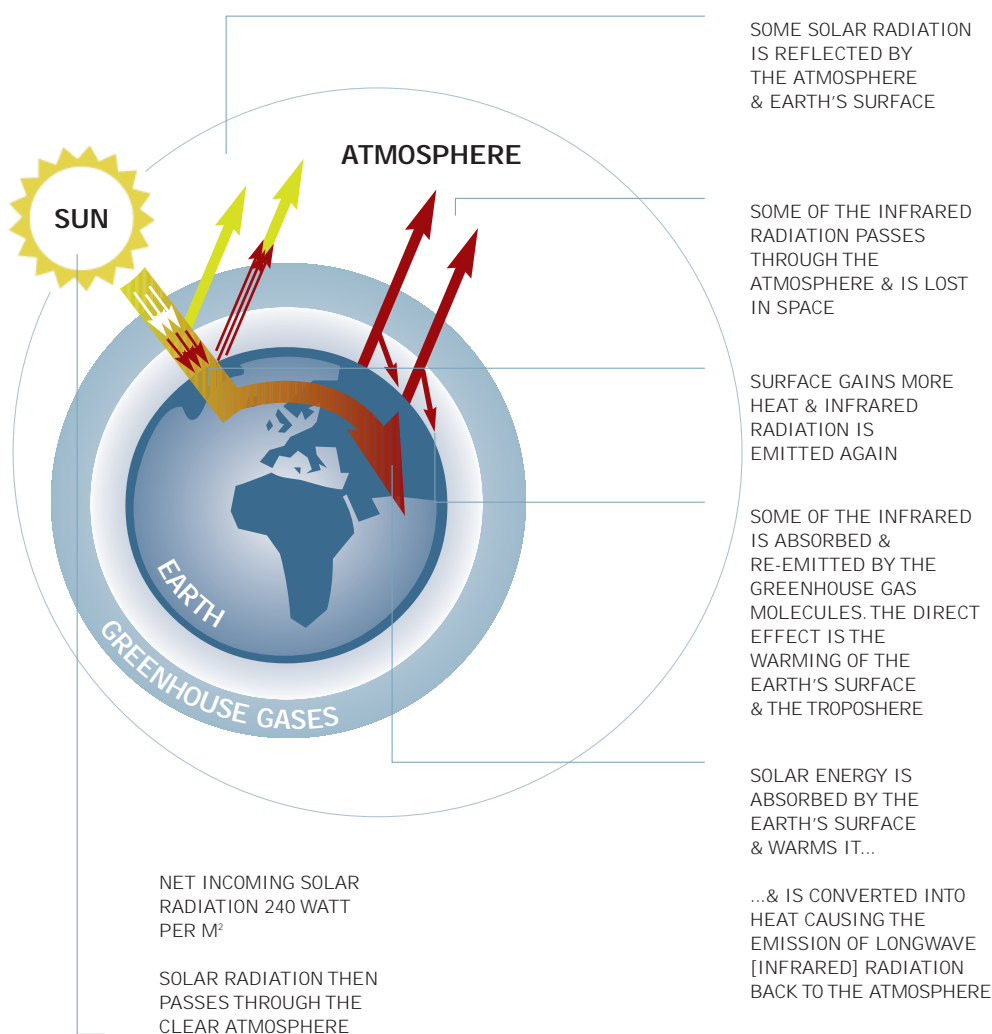 SOME SOLAR RADIATION
IS REFLECTED BY
THE ATMOSPHERE
& EARTH'S SURFACE
ATMOSPHERE
SUN
SOME OF THE INFRARED
RADIATION PASSES
THROUGH THE
ATMOSPHERE & IS LOST
IN SPACE
SURFACE GAINS MORE
HEAT & INFRARED
RADIATION IS
EMITTED AGAIN
SOME OF THE INFRARED
IS ABSORBED &
RE-EMITTED BY THE
GREENHOUSE GAS
MOLECULES. THE DIRECT
EFFECT IS THE
WARMING OF THE
EARTH'S SURFACE
& THE TROPOSHERE
EARTH
GREENHOUSE GASES
SOLAR ENERGY IS
ABSORBED BY THE
EARTH'S SURFACE
& WARMS IT...
...& IS CONVERTED INTO
HEAT CAUSING THE
EMISSION OF LONGWAVE
[INFRARED] RADIATION
BACK TO THE ATMOSPHERE
NET INCOMING SOLAR
RADIATION 240 WATT
PER M²
SOLAR RADIATION THEN
PASSES THROUGH THE
CLEAR ATMOSPHERE